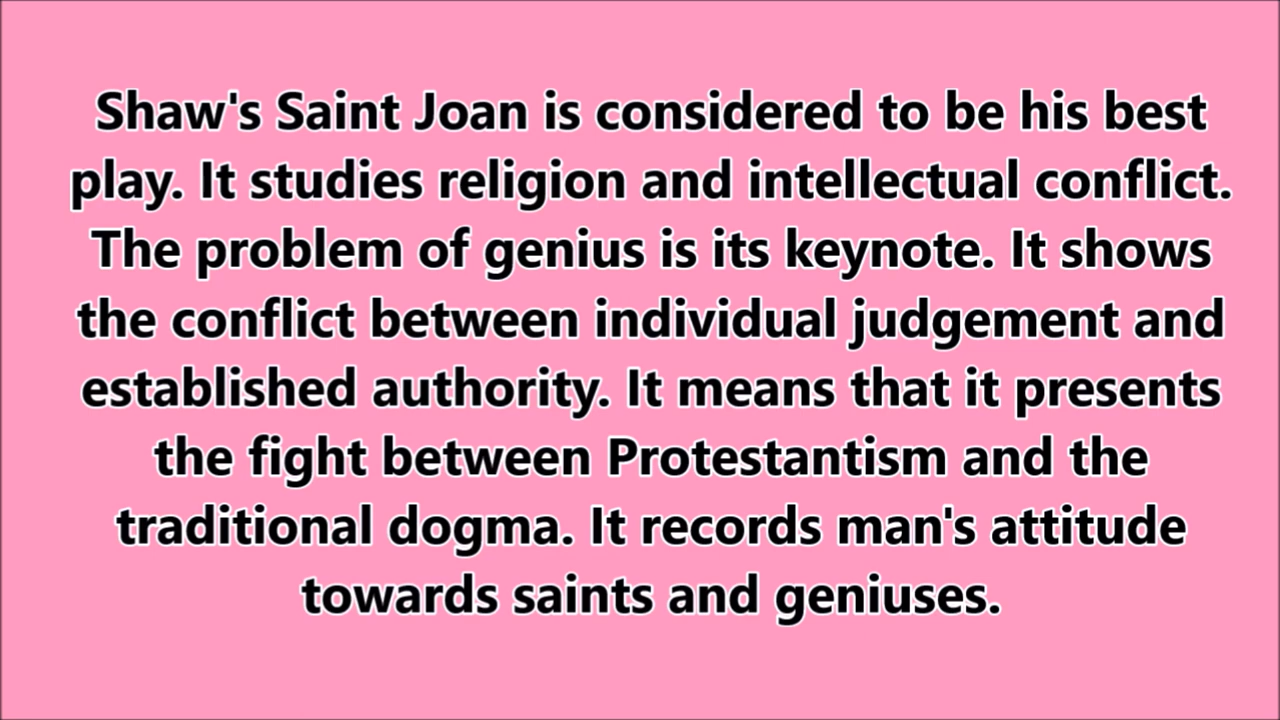 Shaw's Saint Joan is considered to be his best
play. It studies religion and intellectual conflict.
The problem of genius is its keynote. It shows
the conflict between individual judgement and
established authority. It means that it presents
the fight between Protestantism and the
traditional dogma. It records man's attitude
towards saints and geniuses.